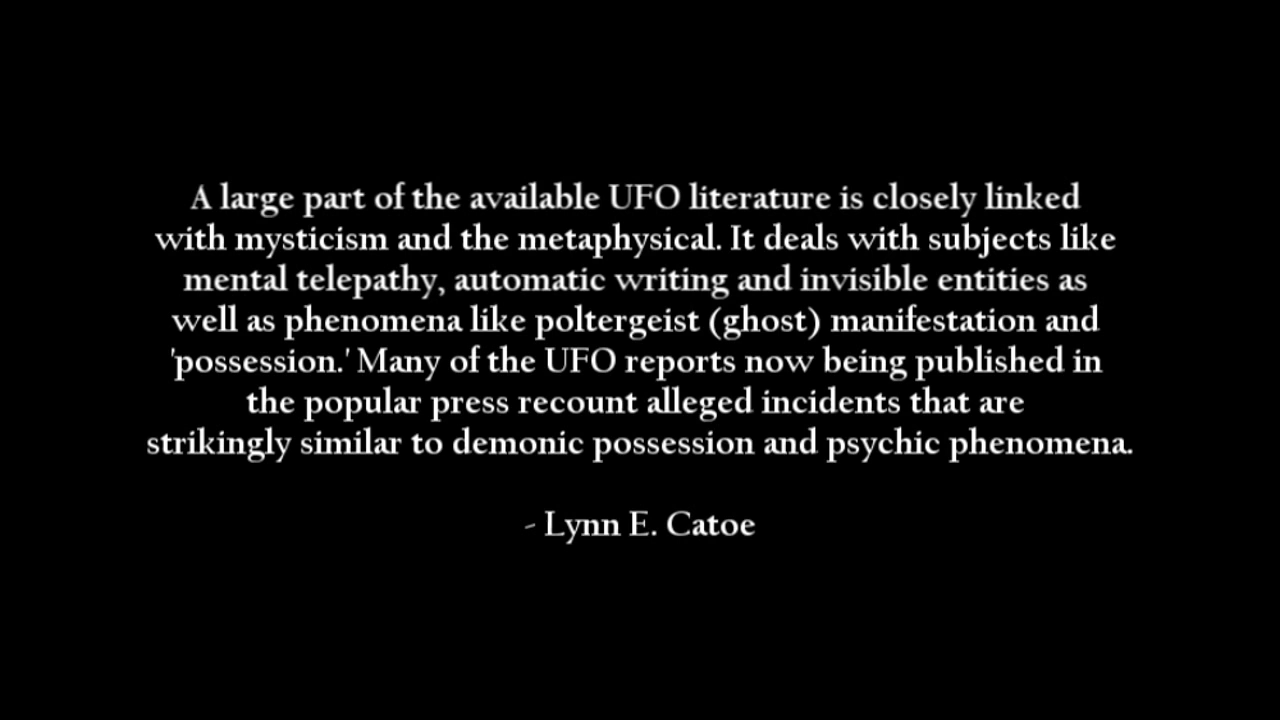 A large part of the available UFO literature is closely linked
with mysticism and the metaphysical. It deals with subjects like
mental telepathy, automatic writing and invisible entities as
well as phenomena like poltergeist (ghost) manifestation and
'possession.' Many of the UFO reports now being published in
the popular press recount alleged incidents that are
strikingly similar to demonic possession and psychic phenomena.
- Lynn E. Catoe